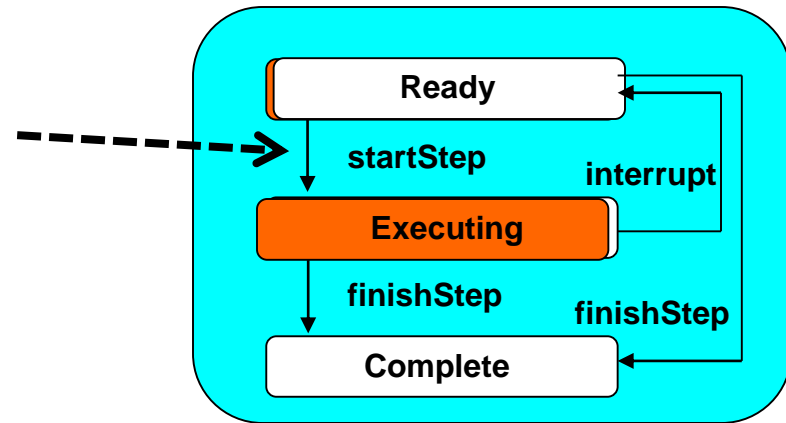 Ready
startStep
interrupt
Executing
finishStep
finishStep
Complete